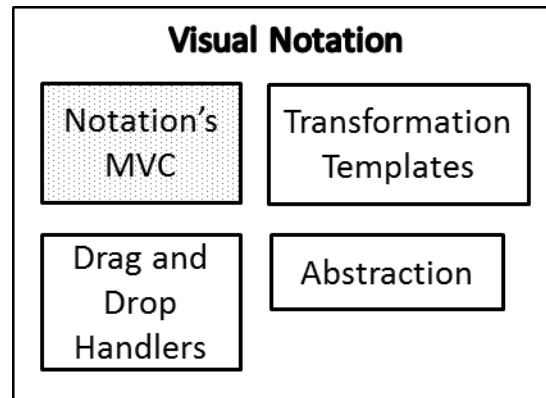 Visual Notation
Notation’s
MVC
Transformation
Templates
Drag and
Drop
Handlers
Abstraction